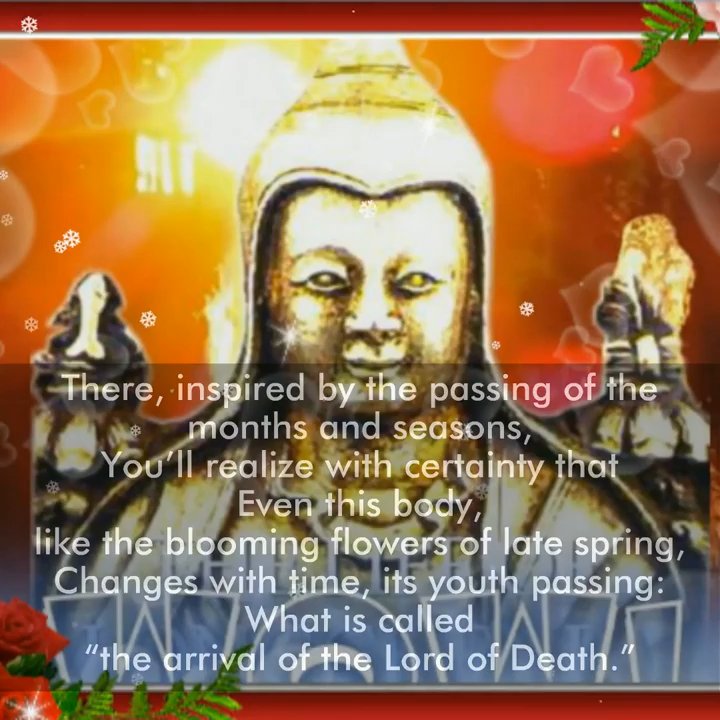 There, inspired by the passing of the
months and seasons,
You’ll realize with certainty that
Even this body,
like the blooming flowers of late spring,
Changes with time, its youth passing:
What is called
“the arrival of the Lord of Death.”